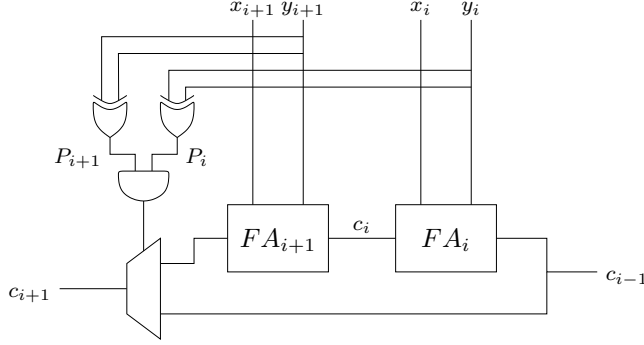 x_{i+1} y_{i+1} x_i y_i
P_{i+1} P_i
FA_{i+1} c_i FA_i
c_{i+1} c_{i-1}